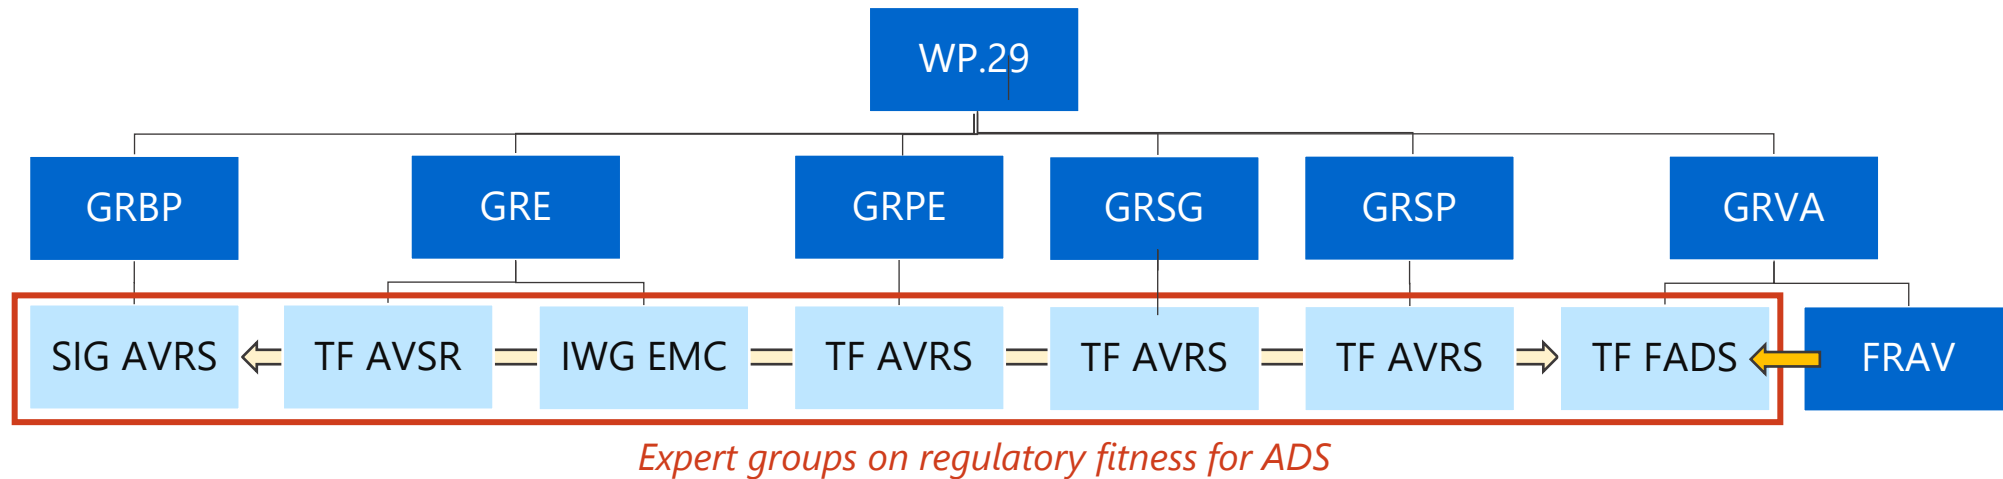 WP.29
GRBP
GRE
GRPE
GRSG
GRSP
GRVA
SIG AVRS
TF AVSR
IWG EMC
TF AVRS
TF AVRS
TF AVRS
TF FADS
FRAV
Expert groups on regulatory fitness for ADS